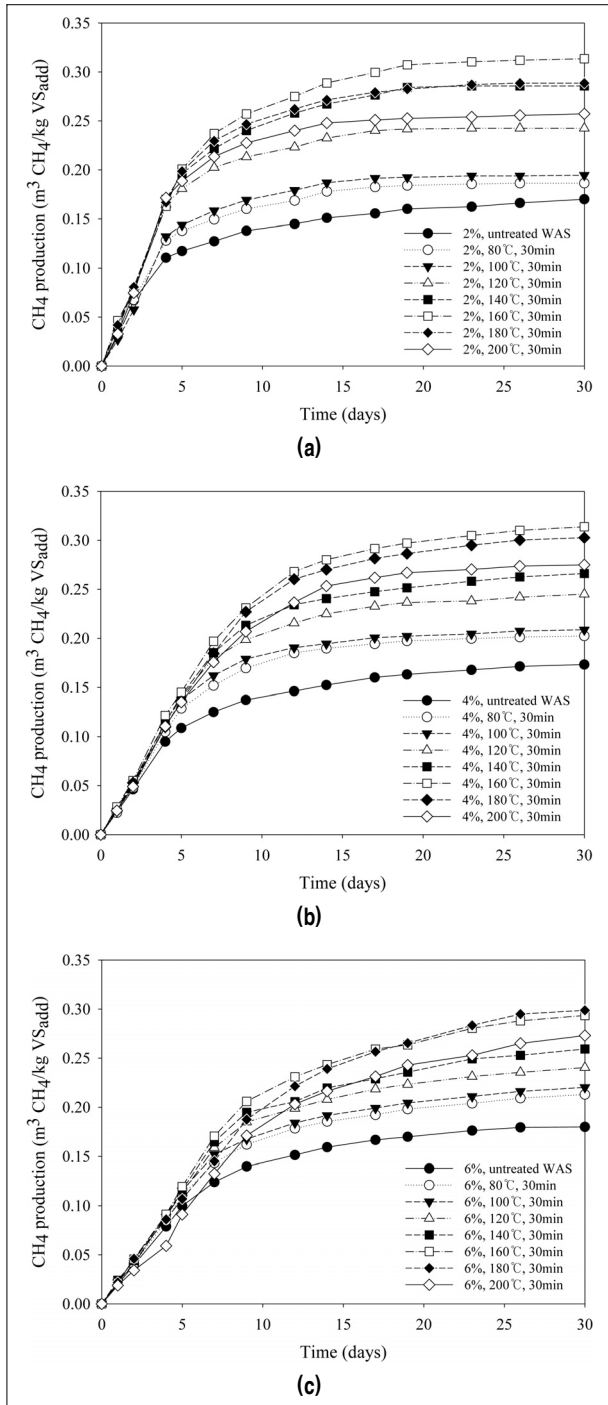 0.35
0.30
0.25
0.20
0.15
0.10
0.05
0.00
CH4 production (m³ CH₄/kg VSadd)
2%, untreated WAS
2%, 80℃, 30min
2%, 100℃, 30min
2%, 120℃, 30min
2%, 140℃, 30min
2%, 160℃, 30min
2%, 180℃, 30min
2%, 200℃, 30min
0 5 10 15 20 25 30
Time (days)
(a)
0.35
0.30
0.25
0.20
0.15
0.10
0.05
0.00
CH4 production (m³ CH₄/kg VSadd)
4%, untreated WAS
4%, 80℃, 30min
4%, 100℃, 30min
4%, 120℃, 30min
4%, 140℃, 30min
4%, 160℃, 30min
4%, 180℃, 30min
4%, 200℃, 30min
0 5 10 15 20 25 30
Time (days)
(b)
0.35
0.30
0.25
0.20
0.15
0.10
0.05
0.00
CH4 production (m³ CH₄/kg VSadd)
6%, untreated WAS
6%, 80℃, 30min
6%, 100℃, 30min
6%, 120℃, 30min
6%, 140℃, 30min
6%, 160℃, 30min
6%, 180℃, 30min
6%, 200℃, 30min
0 5 10 15 20 25 30
Time (days)
(c)